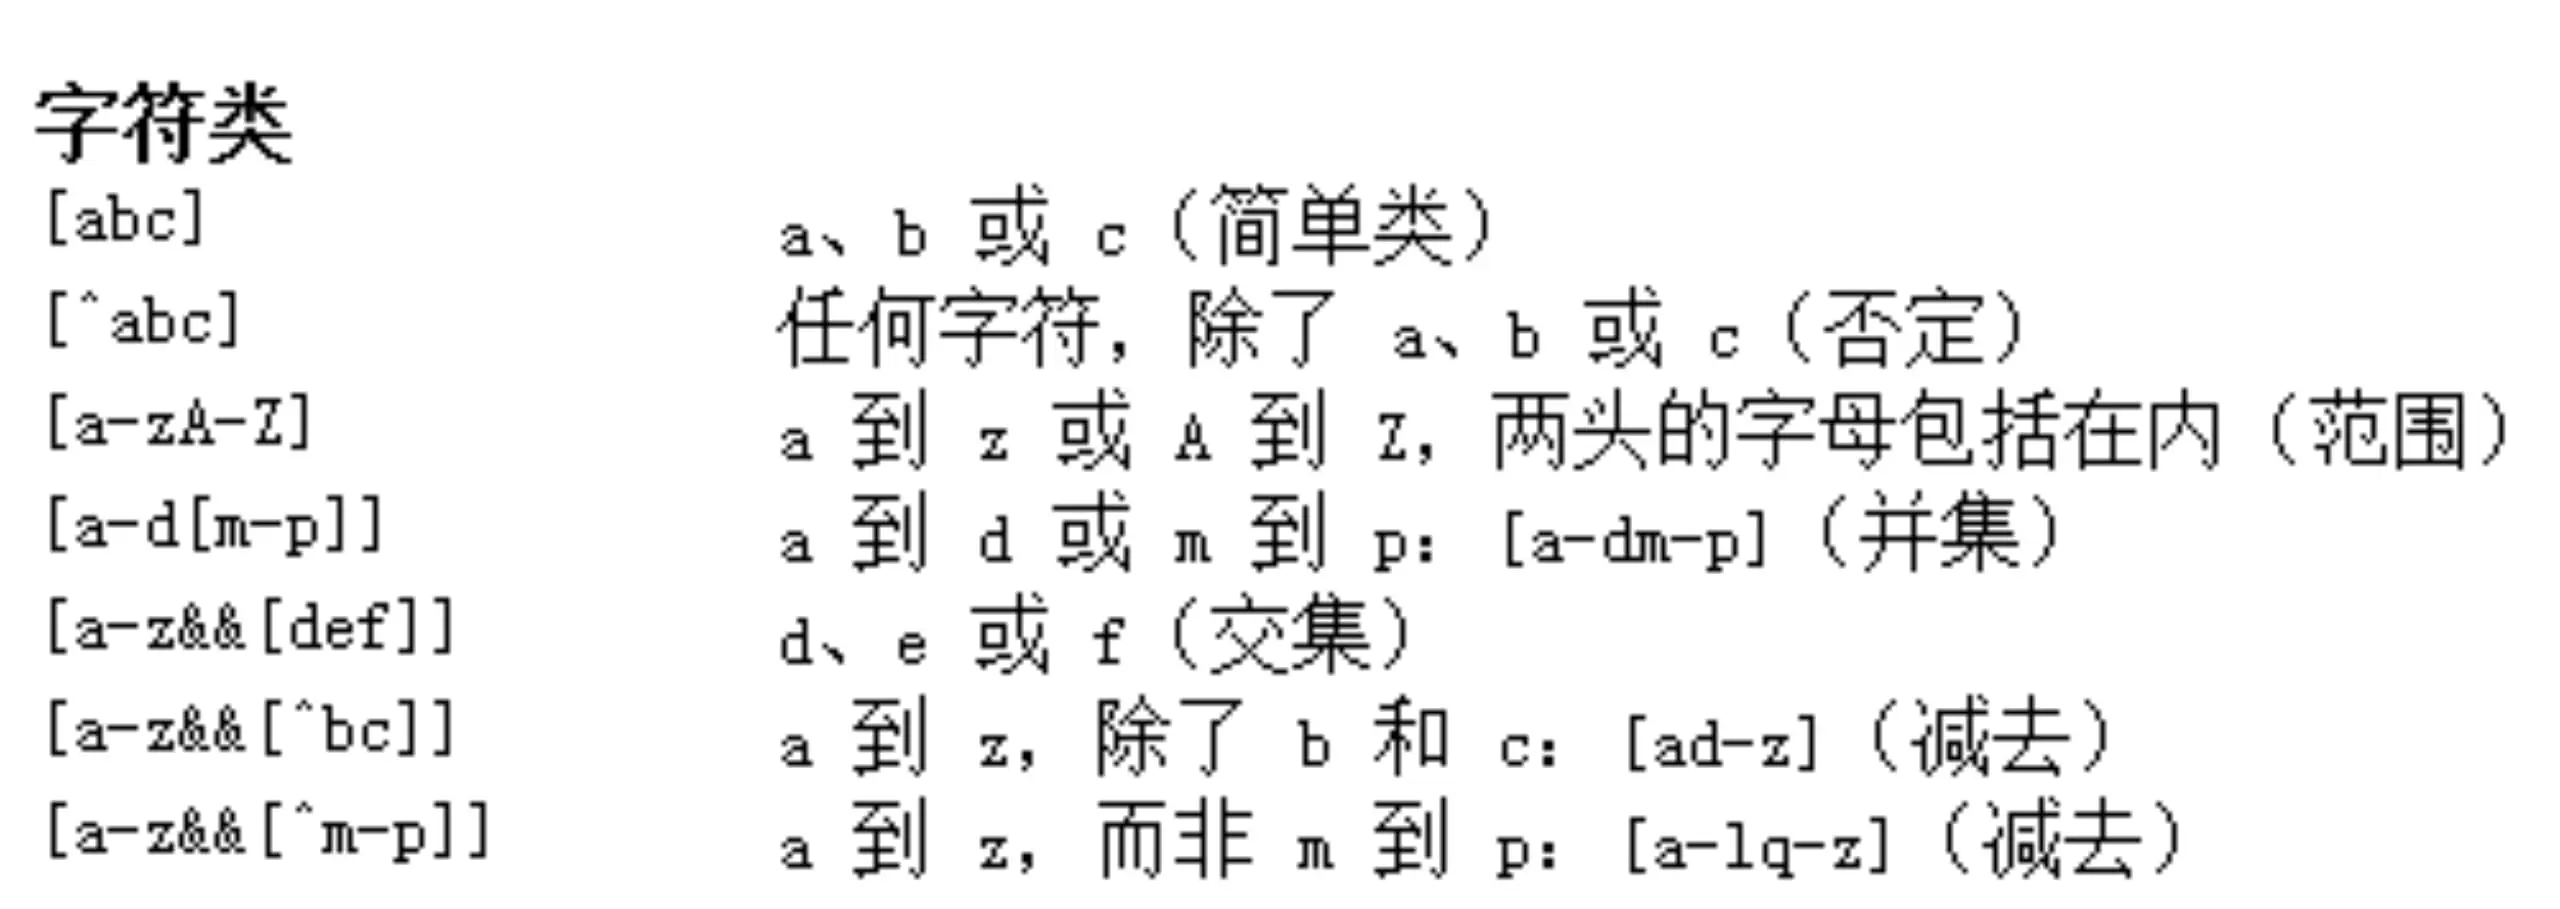 字符类
[abc] a、b 或 c（简单类）
[^abc] 任何字符，除了 a、b 或 c（否定）
[a-zA-Z] a 到 z 或 A 到 Z，两头的字母包括在内（范围）
[a-d[m-p]] a 到 d 或 m 到 p：[a-dm-p]（并集）
[a-z&&[def]] d、e 或 f（交集）
[a-z&&[^bc]] a 到 z，除了 b 和 c：[ad-z]（减去）
[a-z&&[^m-p]] a 到 z，而非 m 到 p：[a-lq-z]（减去）